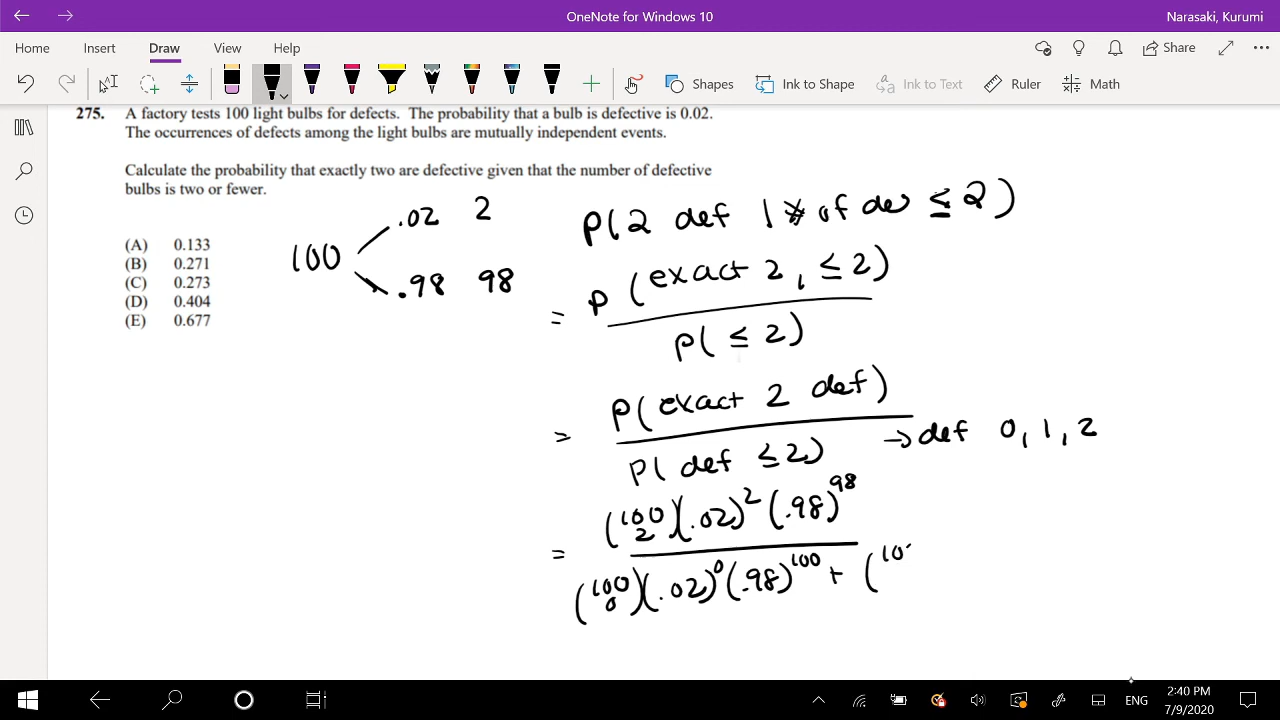 OneNote for Windows 10
Narasaki, Kurumi
Home Insert Draw View Help
Share
Shapes Ink to Shape Ink to Text Ruler Math
275. A factory tests 100 light bulbs for defects. The probability that a bulb is defective is 0.02.
The occurrences of defects among the light bulbs are mutually independent events.
Calculate the probability that exactly two are defective given that the number of defective
bulbs is two or fewer.
(A) 0.133
(B) 0.271
(C) 0.273
(D) 0.404
(E) 0.677
100
.02 2
.98 98
P(2 def | # of def ≤ 2)
= P(exact 2, ≤ 2)
P(≤ 2)
= P(exact 2 def)
P(def ≤ 2) → def 0, 1, 2
= (100 2)(.02)^2 (.98)^98
(100 0)(.02)^0 (.98)^100 + (10
ENG
2:40 PM
7/9/2020